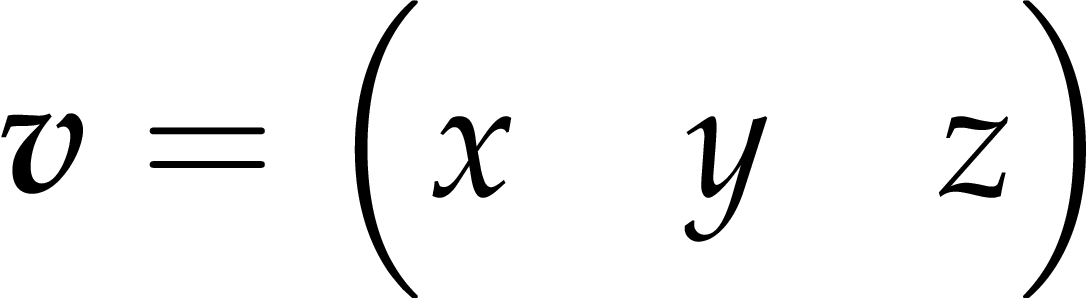 v = (x y z)